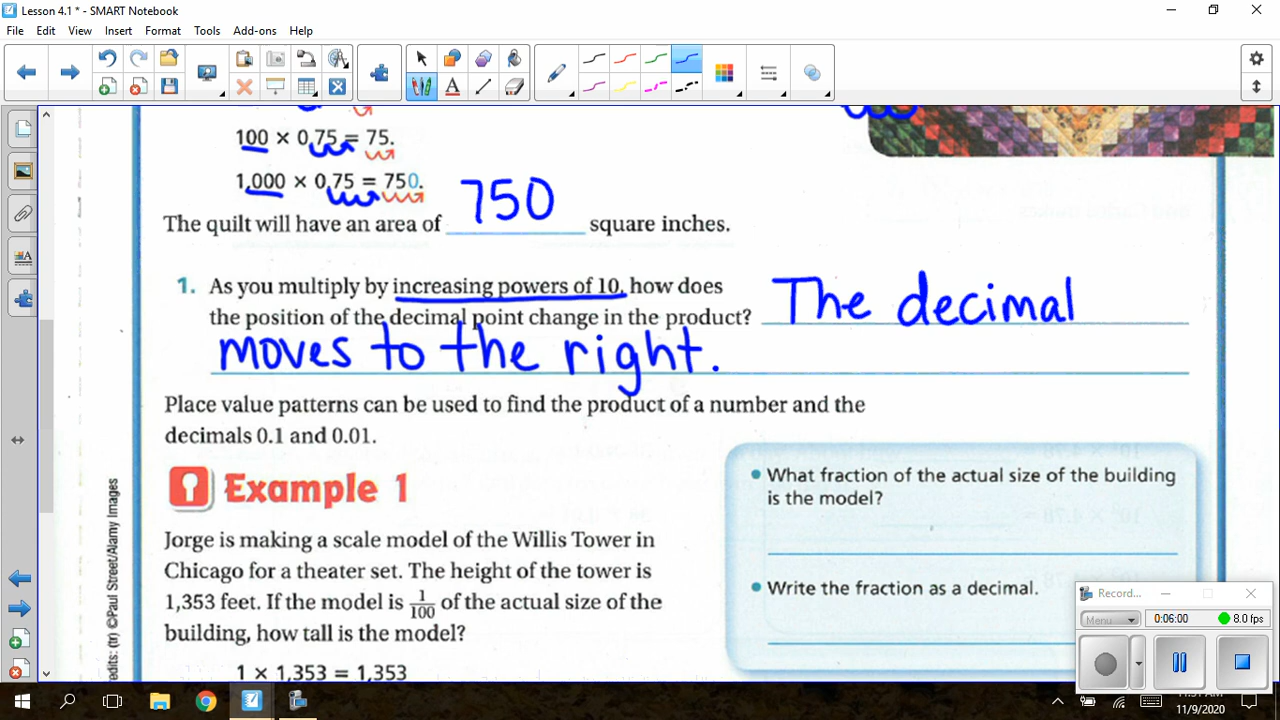 Lesson 4.1 * - SMART Notebook
File Edit View Insert Format Tools Add-ons Help
100 × 0.75 = 75.
1,000 × 0.75 = 750.
The quilt will have an area of 750 square inches.
1. As you multiply by increasing powers of 10, how does
the position of the decimal point change in the product? The decimal
moves to the right.
Place value patterns can be used to find the product of a number and the
decimals 0.1 and 0.01.
Example 1
Jorge is making a scale model of the Willis Tower in
Chicago for a theater set. The height of the tower is
1,353 feet. If the model is 1/100 of the actual size of the
building, how tall is the model?
1 × 1,353 = 1,353
• What fraction of the actual size of the building
is the model?
• Write the fraction as a decimal.
edits: (tr) ©Paul Street/Alamy Images
Record...
Menu 0:06:00 8.0 fps
11/9/2020